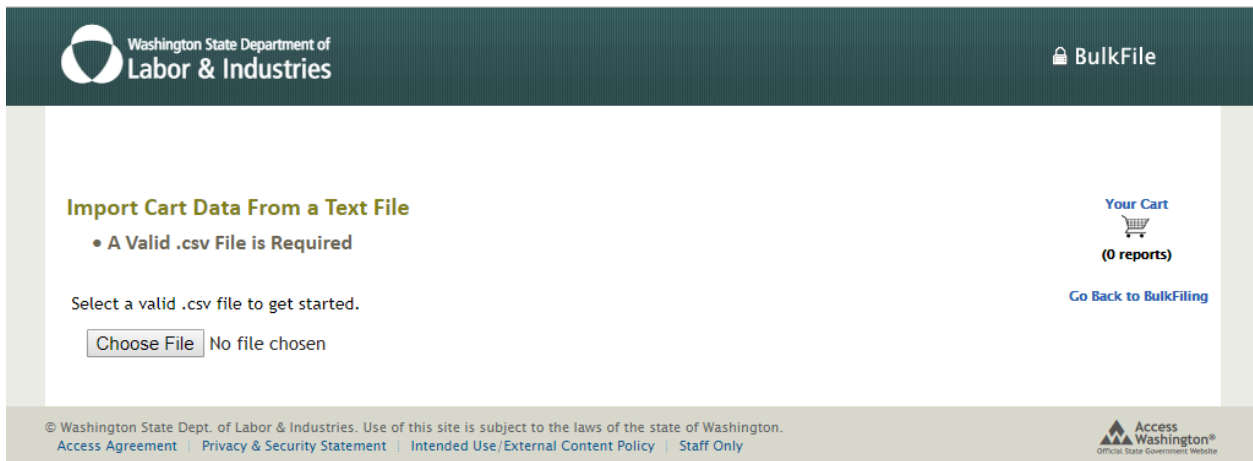 Washington State Department of
Labor & Industries
BulkFile
Import Cart Data From a Text File
• A Valid .csv File is Required
Your Cart
(0 reports)
Select a valid .csv file to get started.
Go Back to BulkFiling
Choose File No file chosen
© Washington State Dept. of Labor & Industries. Use of this site is subject to the laws of the state of Washington.
Access Agreement | Privacy & Security Statement | Intended Use/External Content Policy | Staff Only
Access
Washington®
Official State Government Website